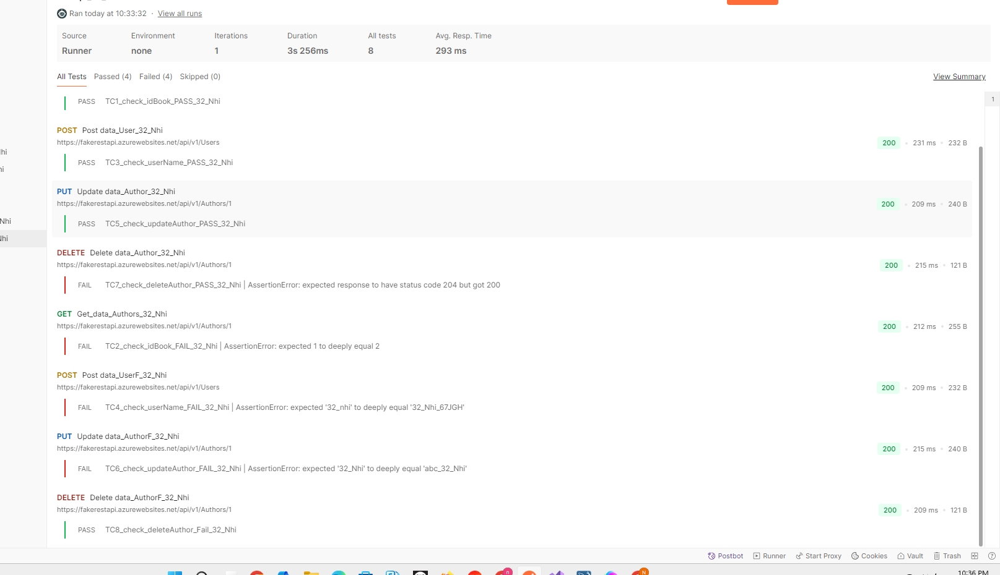 Ran today at 10:33:32 · View all runs
Source Environment Iterations Duration All tests Avg. Resp. Time
Runner none 1 3s 256ms 8 293 ms
All Tests Passed (4) Failed (4) Skipped (0) View Summary
PASS TC1_check_idBook_PASS_32_Nhi
1
POST Post data_User_32_Nhi
https://fakerestapi.azurewebsites.net/api/v1/Users
200 • 231 ms • 232 B
PASS TC3_check_userName_PASS_32_Nhi
PUT Update data_Author_32_Nhi
https://fakerestapi.azurewebsites.net/api/v1/Authors/1
200 • 209 ms • 240 B
PASS TC5_check_updateAuthor_PASS_32_Nhi
Nhi
DELETE Delete data_Author_32_Nhi
https://fakerestapi.azurewebsites.net/api/v1/Authors/1
200 • 215 ms • 121 B
FAIL TC7_check_deleteAuthor_PASS_32_Nhi | AssertionError: expected response to have status code 204 but got 200
GET Get_data_Authors_32_Nhi
https://fakerestapi.azurewebsites.net/api/v1/Authors/1
200 • 212 ms • 255 B
FAIL TC2_check_idBook_FAIL_32_Nhi | AssertionError: expected 1 to deeply equal 2
POST Post data_UserF_32_Nhi
https://fakerestapi.azurewebsites.net/api/v1/Users
200 • 209 ms • 232 B
FAIL TC4_check_userName_FAIL_32_Nhi | AssertionError: expected '32_nhi' to deeply equal '32_Nhi_67JGH'
PUT Update data_AuthorF_32_Nhi
https://fakerestapi.azurewebsites.net/api/v1/Authors/1
200 • 215 ms • 240 B
FAIL TC6_check_updateAuthor_FAIL_32_Nhi | AssertionError: expected '32_Nhi' to deeply equal 'abc_32_Nhi'
DELETE Delete data_AuthorF_32_Nhi
https://fakerestapi.azurewebsites.net/api/v1/Authors/1
200 • 209 ms • 121 B
PASS TC8_check_deleteAuthor_Fail_32_Nhi
Postbot Runner Start Proxy Cookies Vault Trash
10:36 PM